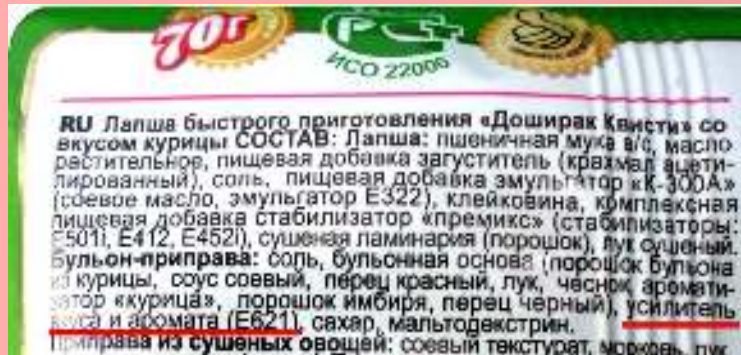 70г
РСТ
ИСО 22000
RU Лапша быстрого приготовления «Доширак Квисти» со
вкусом курицы СОСТАВ: Лапша: пшеничная мука в/с, масло
растительное, пищевая добавка загуститель (крахмал ацети-
лированный), соль, пищевая добавка эмульгатор «К-300А»
(соевое масло, эмульгатор Е322), клейковина, комплексная
пищевая добавка стабилизатор «премикс» (стабилизаторы:
Е501i, Е412, Е452i), сушеная ламинария (порошок), лук сушеный.
Бульон-приправа: соль, бульонная основа (порошок бульона
из курицы, соус соевый, перец красный, лук, чеснок, аромати-
затор «курица», порошок имбиря, перец черный), усилитель
вкуса и аромата (Е621), сахар, мальтодекстрин.
Приправа из сушеных овощей: соевый текстурат, морковь, лук,